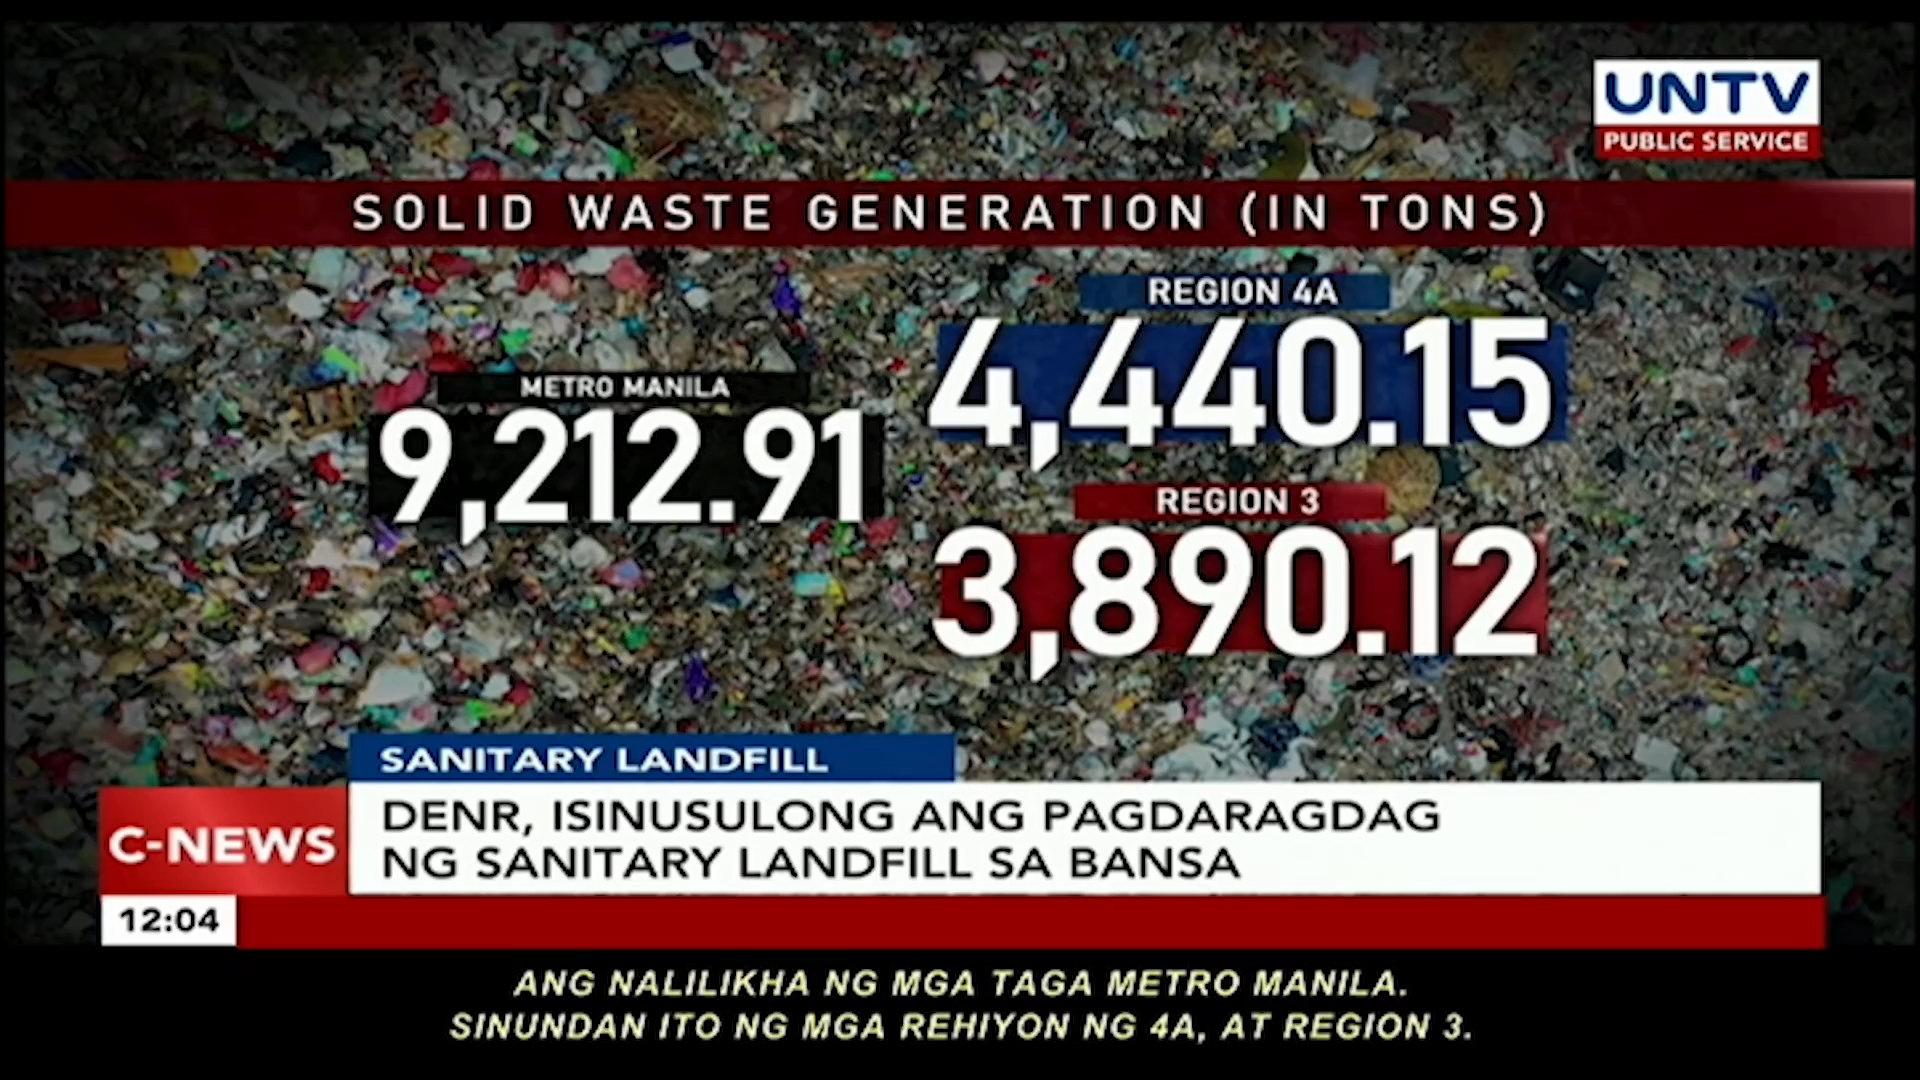 UNTV
PUBLIC SERVICE
SOLID WASTE GENERATION (IN TONS)
METRO MANILA
9,212.91
REGION 4A
4,440.15
REGION 3
3,890.12
SANITARY LANDFILL
C-NEWS
DENR, ISINUSULONG ANG PAGDARAGDAG
NG SANITARY LANDFILL SA BANSA
12:04
ANG NALILIKHA NG MGA TAGA METRO MANILA.
SINUNDAN ITO NG MGA REHIYON NG 4A, AT REGION 3.